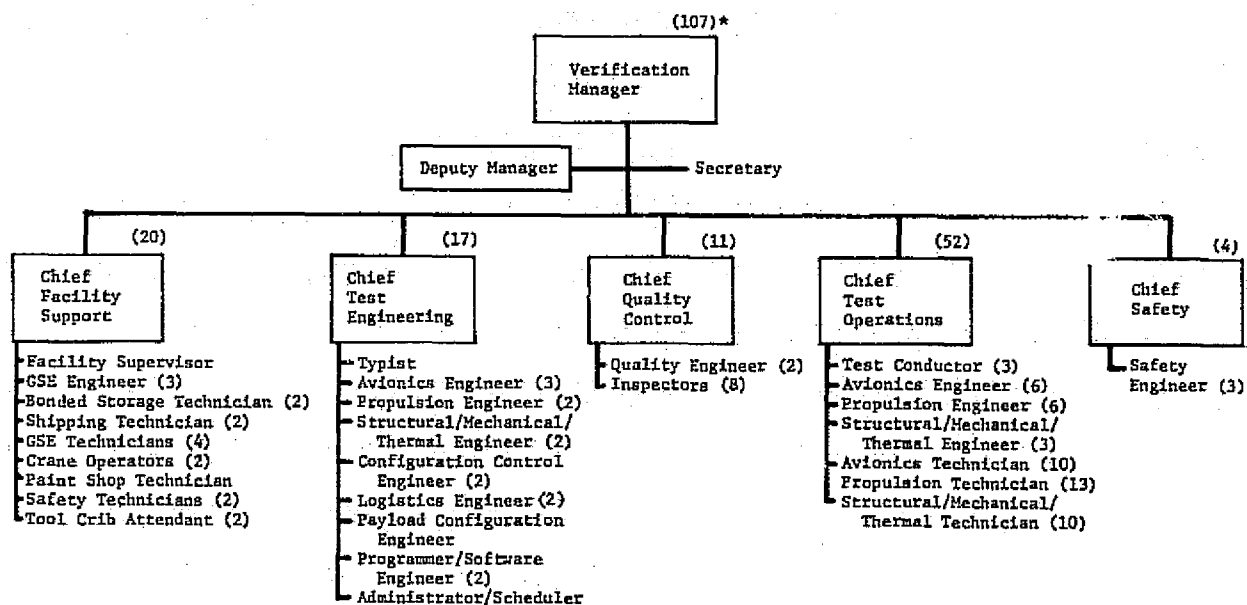 (107)*
Verification
Manager
Deputy Manager
Secretary
(20)
Chief
Facility
Support
Facility Supervisor
GSE Engineer (3)
Bonded Storage Technician (2)
Shipping Technician (2)
GSE Technicians (4)
Crane Operators (2)
Paint Shop Technician
Safety Technicians (2)
Tool Crib Attendant (2)
(17)
Chief
Test
Engineering
Typist
Avionics Engineer (3)
Propulsion Engineer (2)
Structural/Mechanical/
Thermal Engineer (2)
Configuration Control
Engineer (2)
Logistics Engineer (2)
Payload Configuration
Engineer
Programmer/Software
Engineer (2)
Administrator/Scheduler
(11)
Chief
Quality
Control
Quality Engineer (2)
Inspectors (8)
(52)
Chief
Test
Operations
Test Conductor (3)
Avionics Engineer (6)
Propulsion Engineer (6)
Structural/Mechanical/
Thermal Engineer (3)
Avionics Technician (10)
Propulsion Technician (13)
Structural/Mechanical/
Thermal Technician (10)
(4)
Chief
Safety
Safety
Engineer (3)